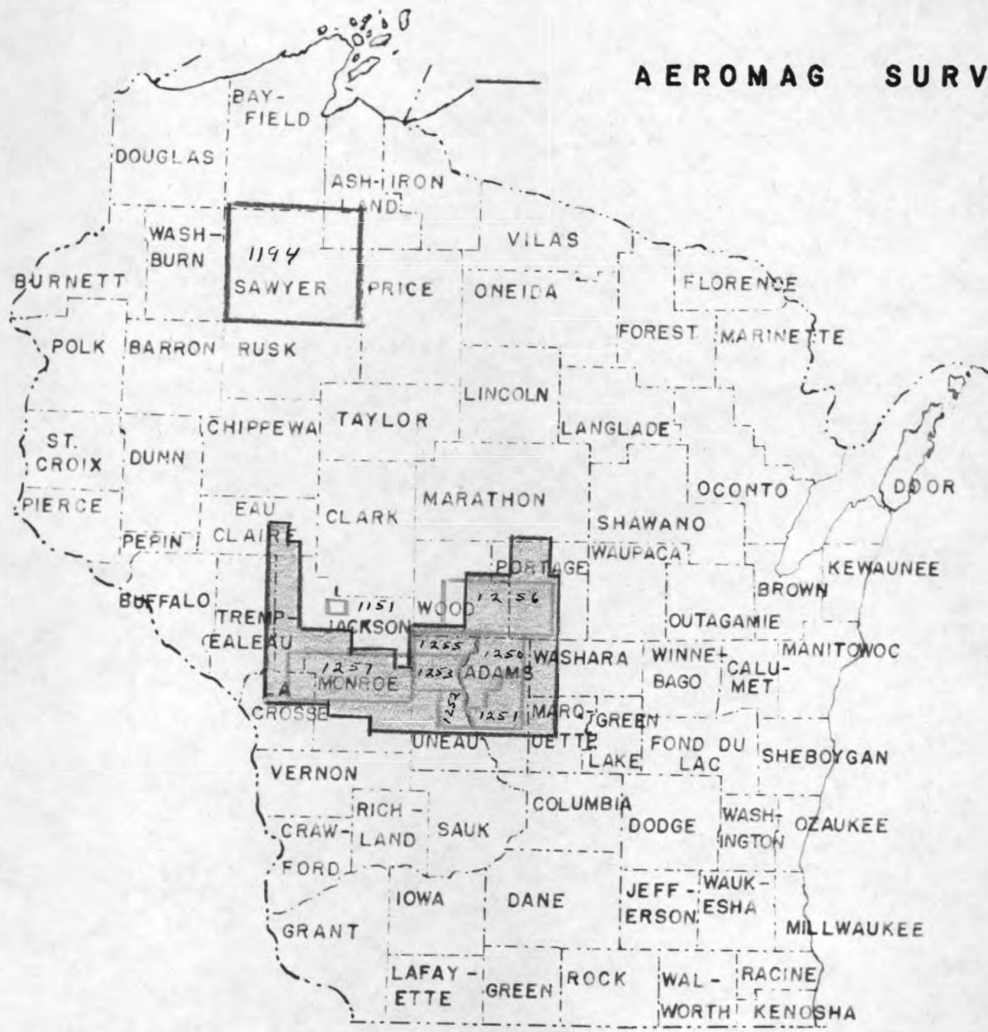 AEROMAG SURV
BAY-
FIELD
DOUGLAS
ASH- IRON
LAND
WASH-
BURN
1194
VILAS
BURNETT
SAWYER
PRICE
ONEIDA
FLORENCE
FOREST
MARINETTE
POLK
BARRON
RUSK
LINCOLN
TAYLOR
LANGLADE
CHIPPEWA
ST.
CROIX
DUNN
MARATHON
OCONTO
DOOR
PIERCE
EAU
CLAIRE
CLARK
SHAWANO
PEPIN
PORTAGE
WAUPACA
KEWAUNEE
BROWN
BUFFALO
1151
WOOD
12 56
TREMP-
EALEAU
JACKSON
OUTAGAMIE
1255
1250
WASHARA
WINNE-
BAGO
CALU-
MET
MANITOWOC
1257
1253
ADAMS
LA
CROSSE
MONROE
1252
1251
MARQ-
UETTE
GREEN
LAKE
FOND DU
LAC
SHEBOYGAN
UNEAU
VERNON
COLUMBIA
RICH-
LAND
SAUK
DODGE
WASH-
INGTON
OZAUKEE
CRAW-
FORD
IOWA
DANE
JEFF-
ERSON
WAUK-
ESHA
MILLWAUKEE
GRANT
LAFAY-
ETTE
GREEN
ROCK
WAL-
WORTH
RACINE
KENOSHA